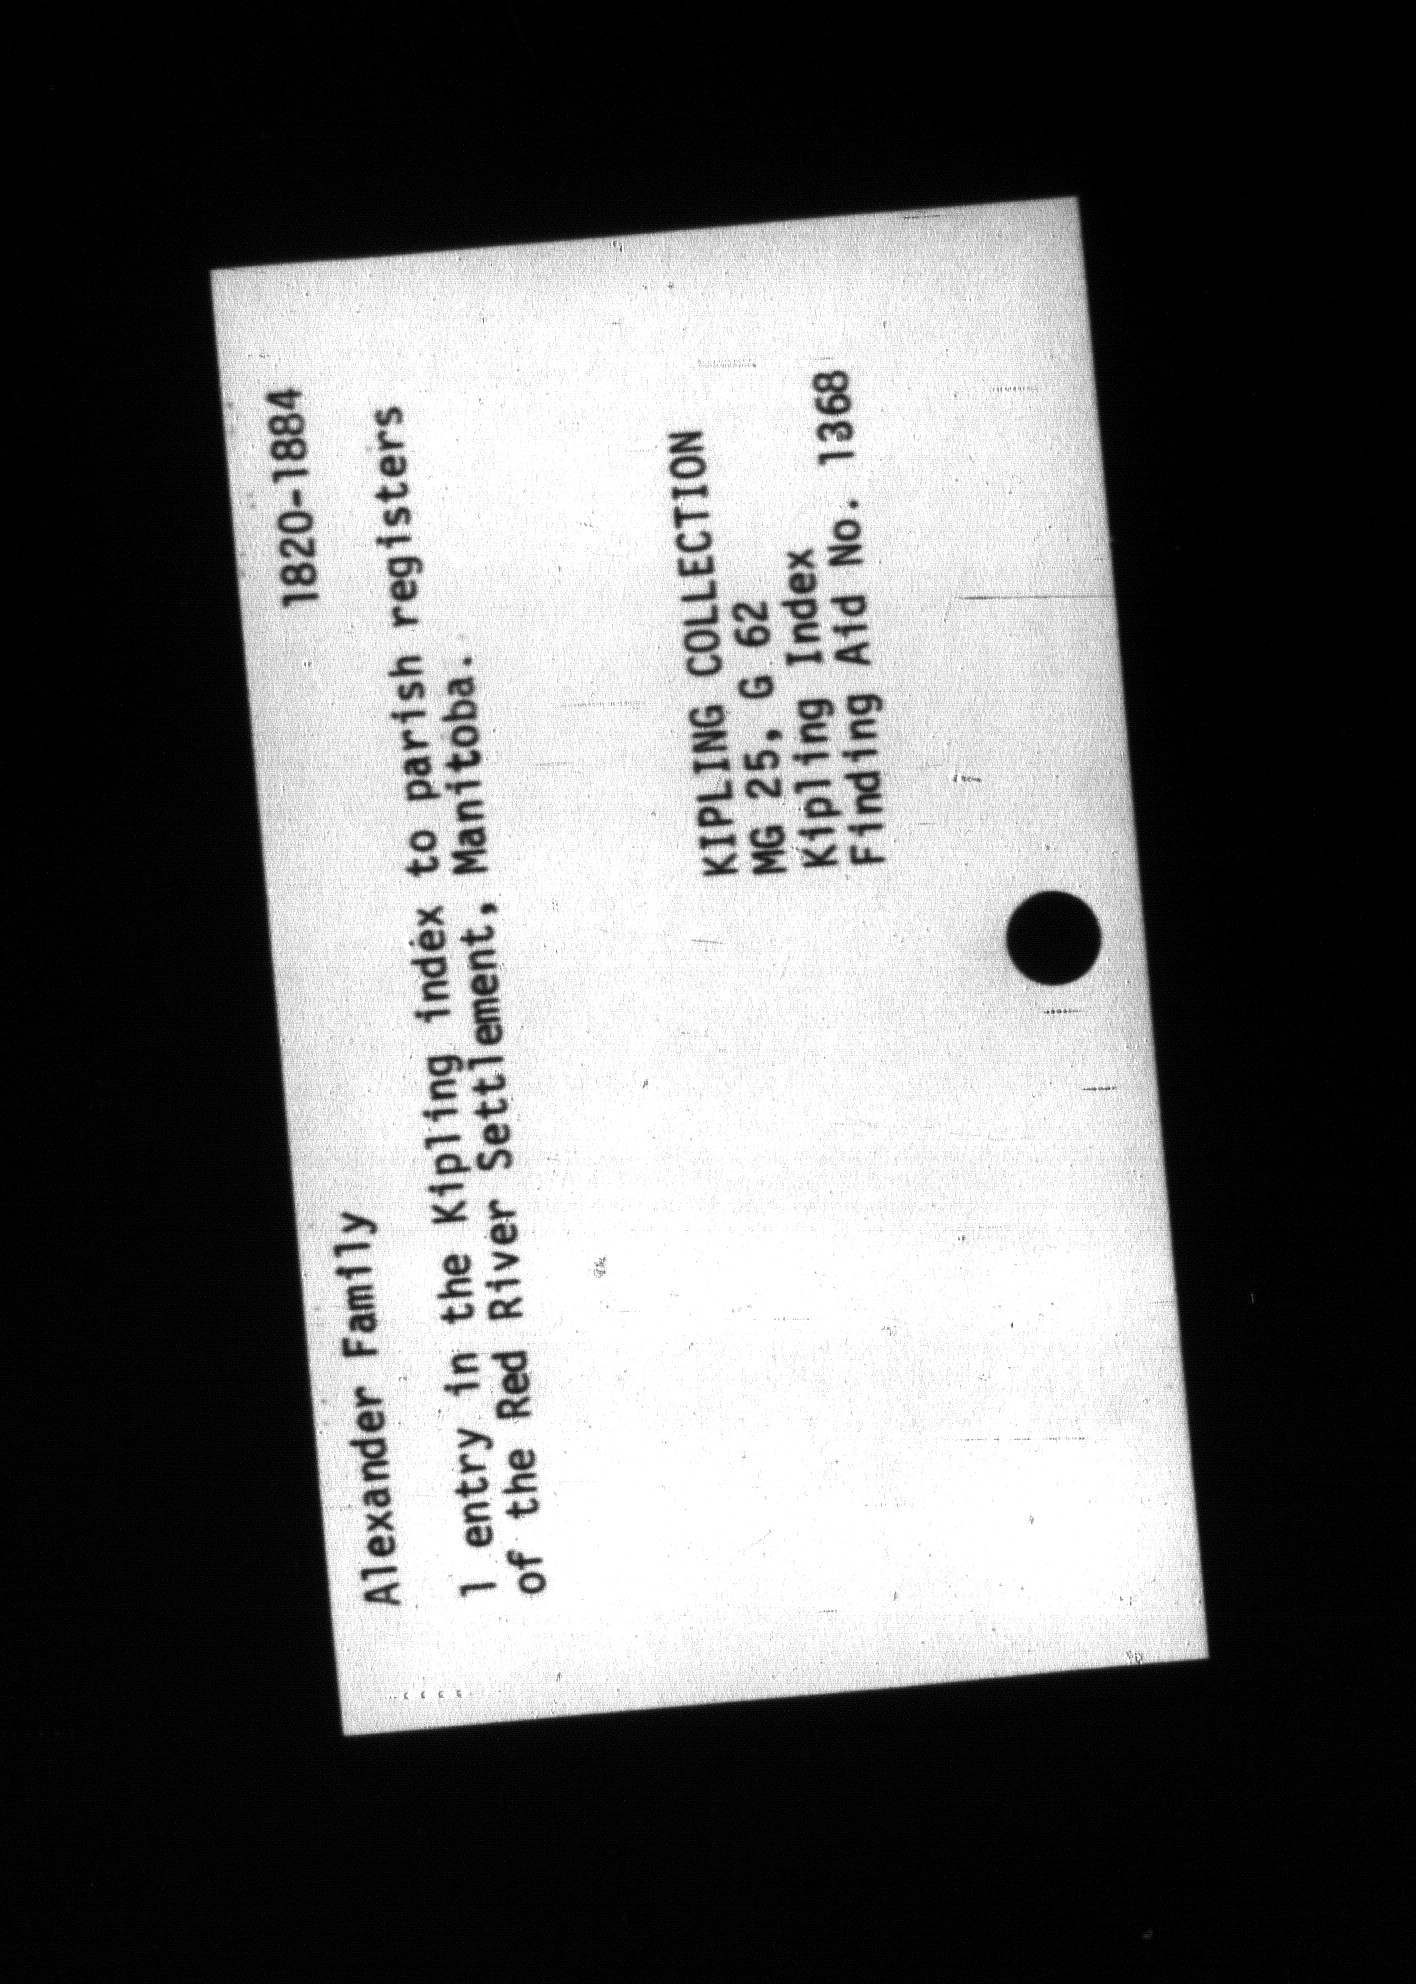 Alexander Family 1820-1884
1 entry in the Kipling index to parish registers
of the Red River Settlement, Manitoba.
KIPLING COLLECTION
MG 25, G 62
Kipling Index
Finding Aid No. 1368